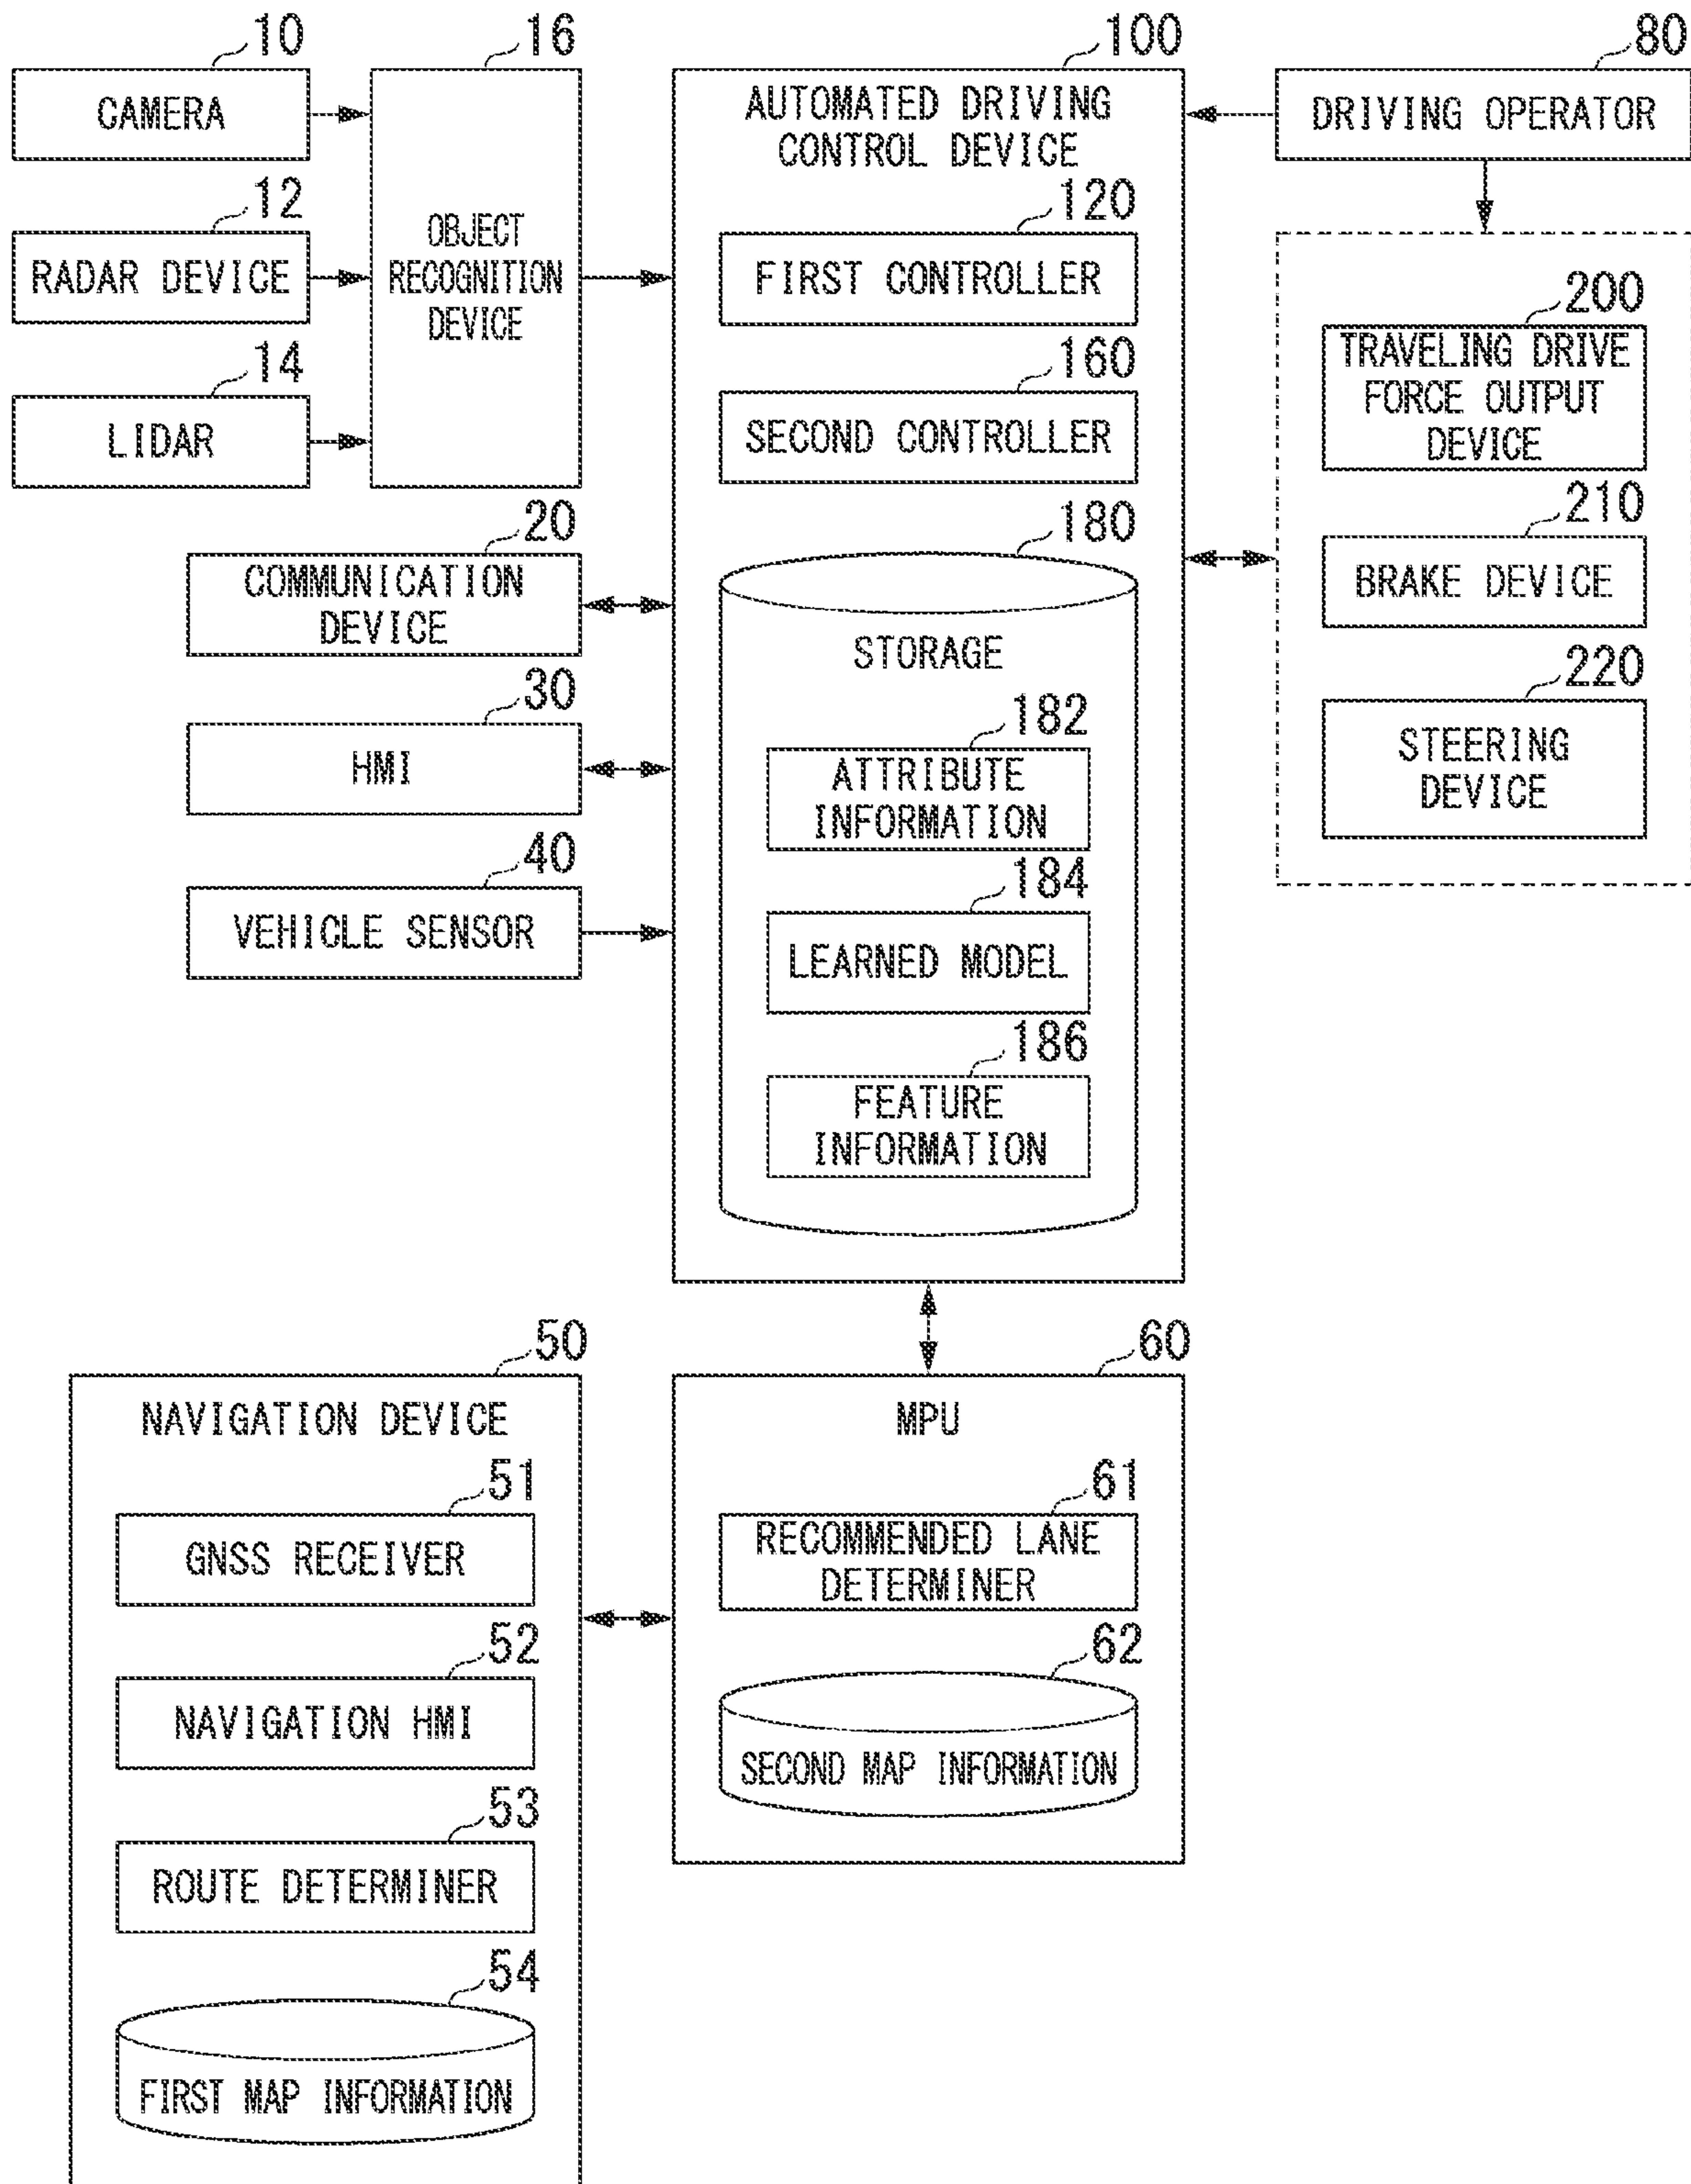 10
CAMERA
12
RADAR DEVICE
14
LIDAR
16
OBJECT
RECOGNITION
DEVICE
20
COMMUNICATION
DEVICE
30
HMI
40
VEHICLE SENSOR
100
AUTOMATED DRIVING
CONTROL DEVICE
120
FIRST CONTROLLER
160
SECOND CONTROLLER
180
STORAGE
182
ATTRIBUTE
INFORMATION
184
LEARNED MODEL
186
FEATURE
INFORMATION
80
DRIVING OPERATOR
200
TRAVELING DRIVE
FORCE OUTPUT
DEVICE
210
BRAKE DEVICE
220
STEERING
DEVICE
50
NAVIGATION DEVICE
51
GNSS RECEIVER
52
NAVIGATION HMI
53
ROUTE DETERMINER
54
FIRST MAP INFORMATION
60
MPU
61
RECOMMENDED LANE
DETERMINER
62
SECOND MAP INFORMATION